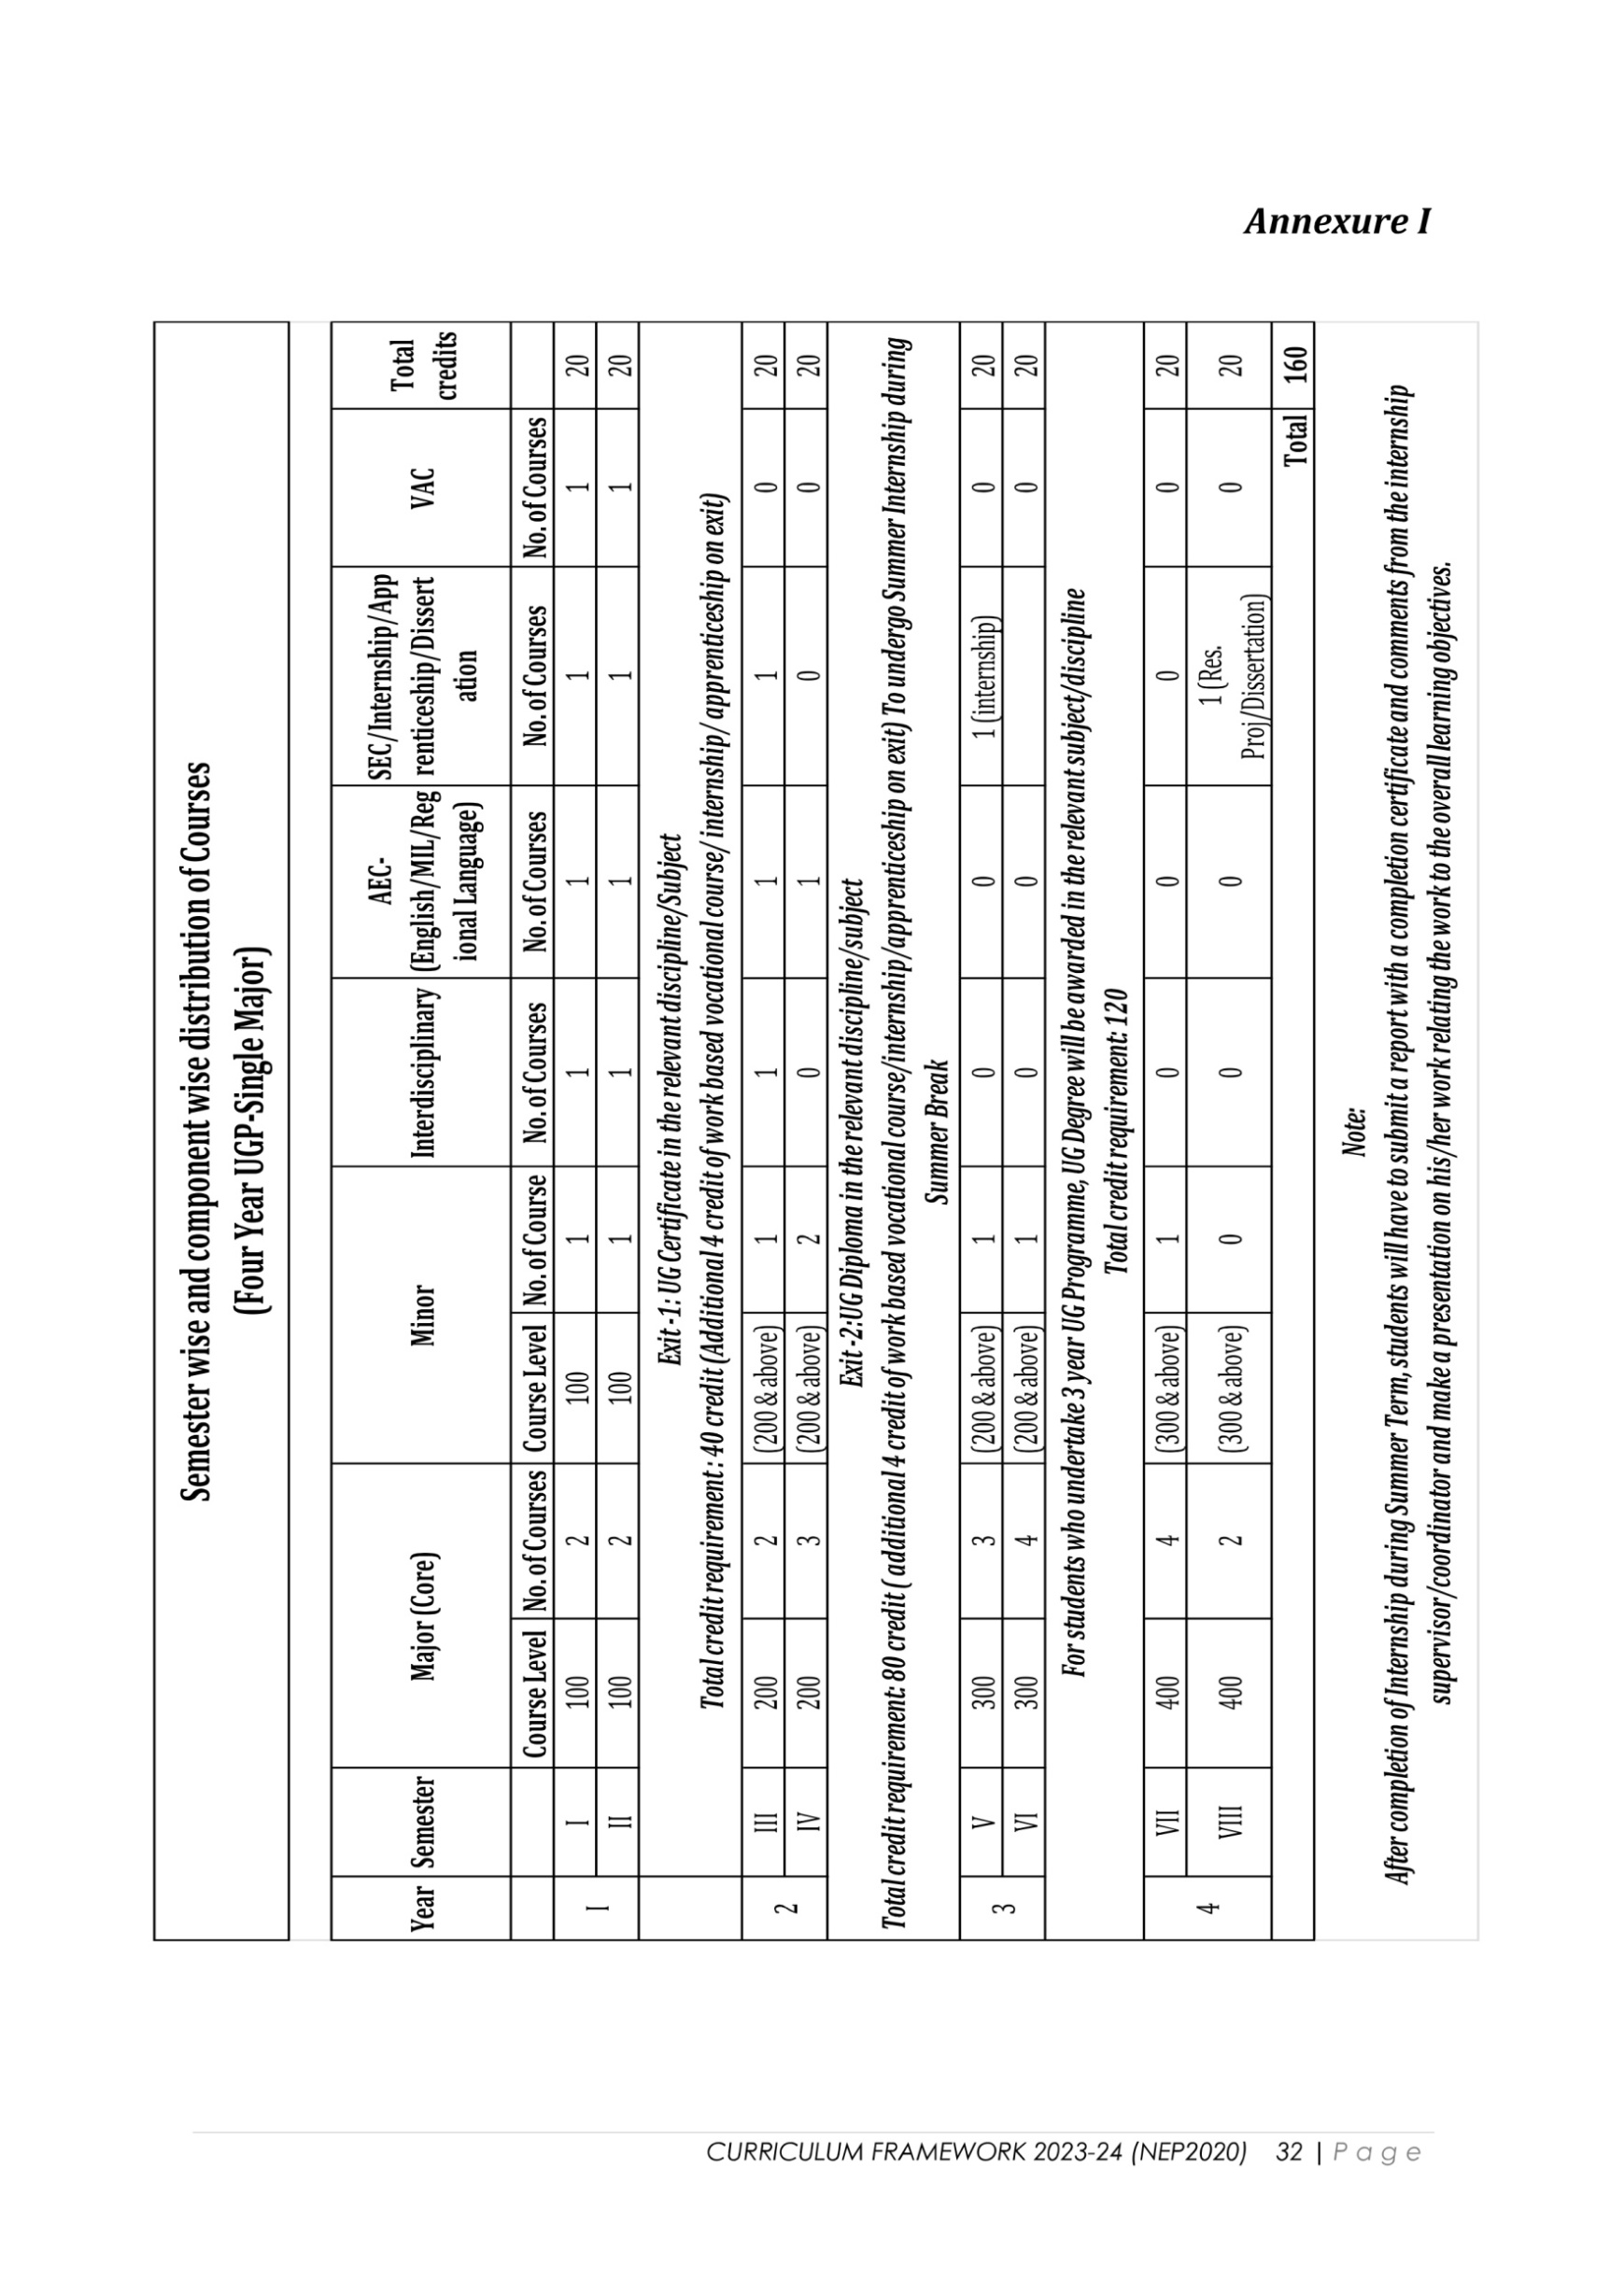 Annexure I
Semester wise and component wise distribution of Courses
(Four Year UGP-Single Major)
Year Semester Major (Core) Minor Interdisciplinary AEC-(English/MIL/Regional Language) SEC/Internship/Apprenticeship/Dissertation VAC Total credits
Course Level No. of Courses Course Level No. of Course No. of Courses No. of Courses No. of Courses No. of Courses
I I 100 2 100 1 1 1 1 1 20
II 100 2 100 1 1 1 1 1 20
Exit -1: UG Certificate in the relevant discipline/Subject
Total credit requirement : 40 credit (Additional 4 credit of work based vocational course/ internship/ apprenticeship on exit)
2 III 200 2 (200 & above) 1 1 1 1 0 20
IV 200 3 (200 & above) 2 0 1 0 0 20
Exit -2:UG Diploma in the relevant discipline/subject
Total credit requirement: 80 credit ( additional 4 credit of work based vocational course/internship/apprenticeship on exit) To undergo Summer Internship during
Summer Break
3 V 300 3 (200 & above) 1 0 0 1 (internship) 0 20
VI 300 4 (200 & above) 1 0 0 0 20
For students who undertake 3 year UG Programme, UG Degree will be awarded in the relevant subject/discipline
Total credit requirement: 120
4 VII 400 4 (300 & above) 1 0 0 0 0 20
VIII 400 2 (300 & above) 0 0 0 1 (Res. Proj/Dissertation) 0 20
Total 160
Note:
After completion of Internship during Summer Term, students will have to submit a report with a completion certificate and comments from the internship
supervisor/coordinator and make a presentation on his/her work relating the work to the overall learning objectives.
CURRICULUM FRAMEWORK 2023-24 (NEP2020) 32 | Page